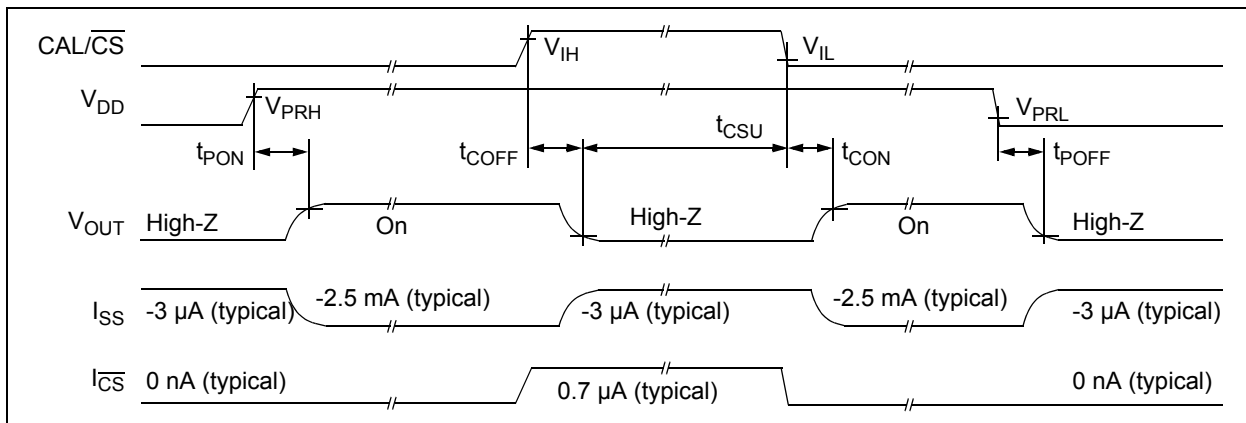 CAL/C̅S̅
V_IH
V_IL
V_DD
V_PRH
V_PRL
t_PON
t_COFF
t_CSU
t_CON
t_POFF
V_OUT
High-Z
On
High-Z
On
High-Z
I_SS
-3 µA (typical)
-2.5 mA (typical)
-3 µA (typical)
-2.5 mA (typical)
-3 µA (typical)
I_C̅S̅
0 nA (typical)
0.7 µA (typical)
0 nA (typical)